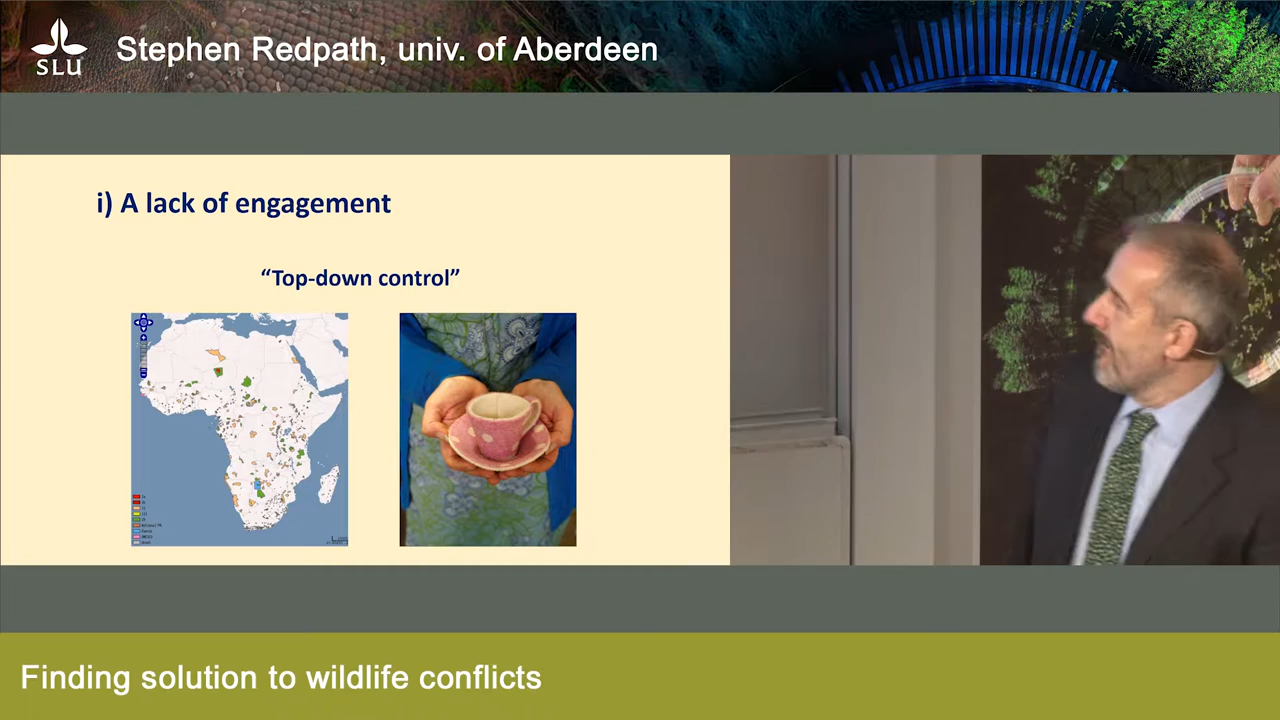 SLU
Stephen Redpath, univ. of Aberdeen
i) A lack of engagement
“Top-down control”
Finding solution to wildlife conflicts